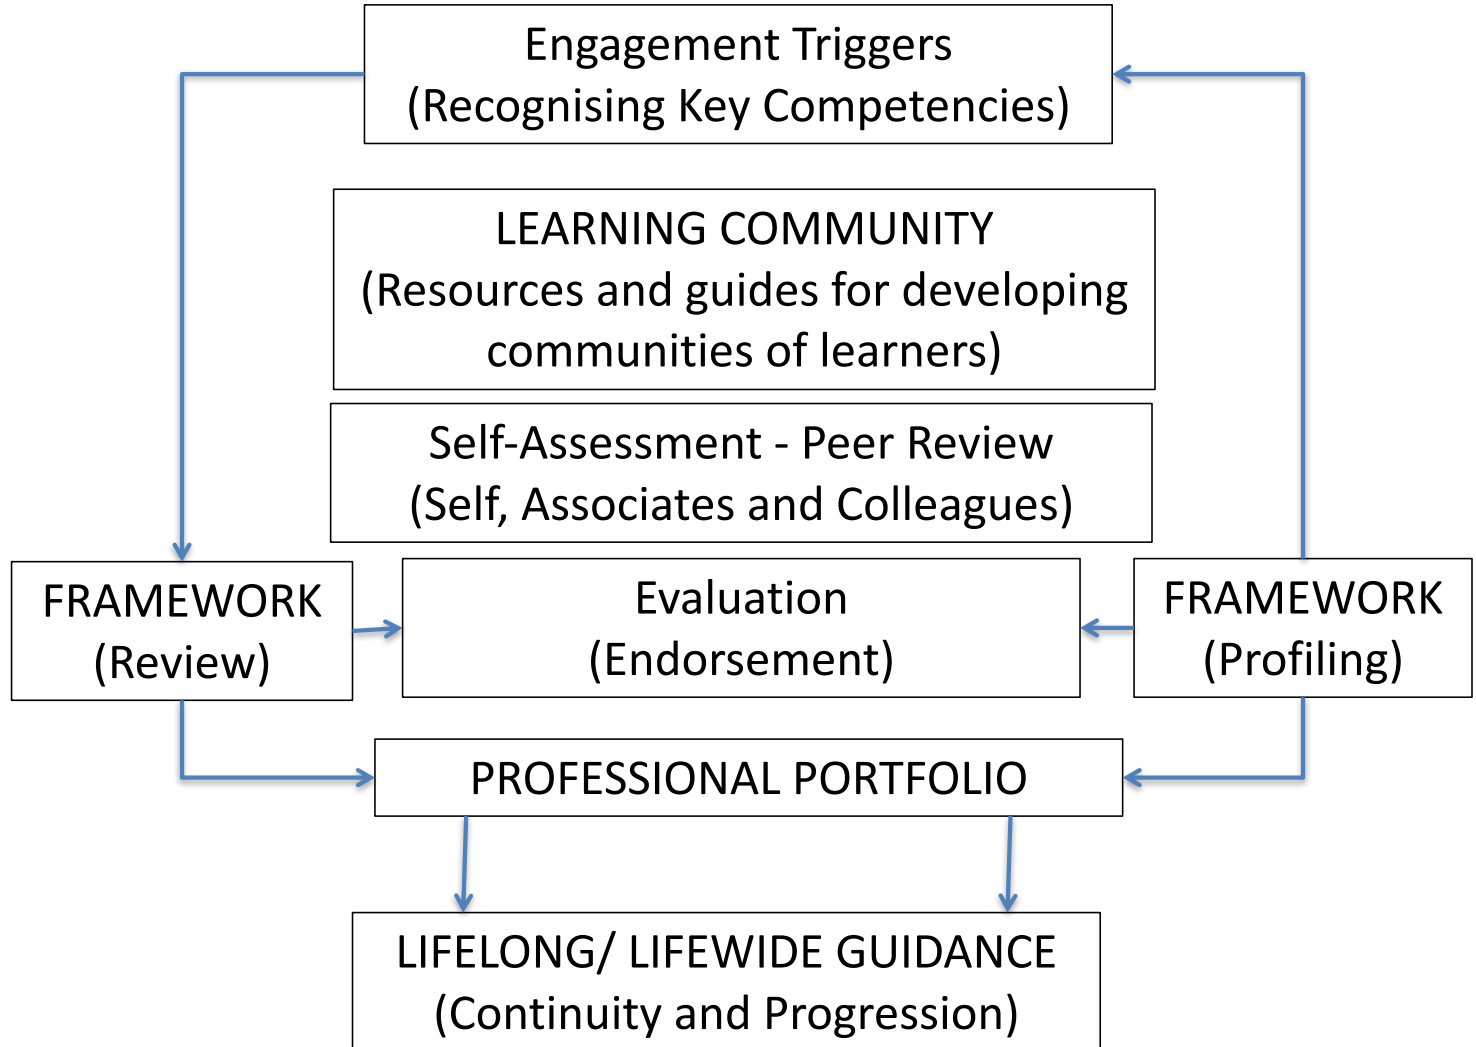 Engagement Triggers
(Recognising Key Competencies)
LEARNING COMMUNITY
(Resources and guides for developing
communities of learners)
Self-Assessment - Peer Review
(Self, Associates and Colleagues)
FRAMEWORK
(Review)
Evaluation
(Endorsement)
FRAMEWORK
(Profiling)
PROFESSIONAL PORTFOLIO
LIFELONG/ LIFEWIDE GUIDANCE
(Continuity and Progression)